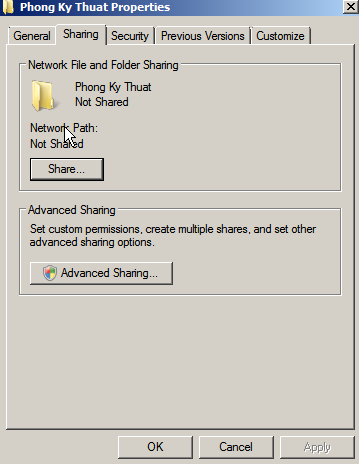 Phong Ky Thuat Properties
General Sharing Security Previous Versions Customize
Network File and Folder Sharing
Phong Ky Thuat
Not Shared
Network Path:
Not Shared
Share...
Advanced Sharing
Set custom permissions, create multiple shares, and set other
advanced sharing options.
Advanced Sharing...
OK Cancel Apply